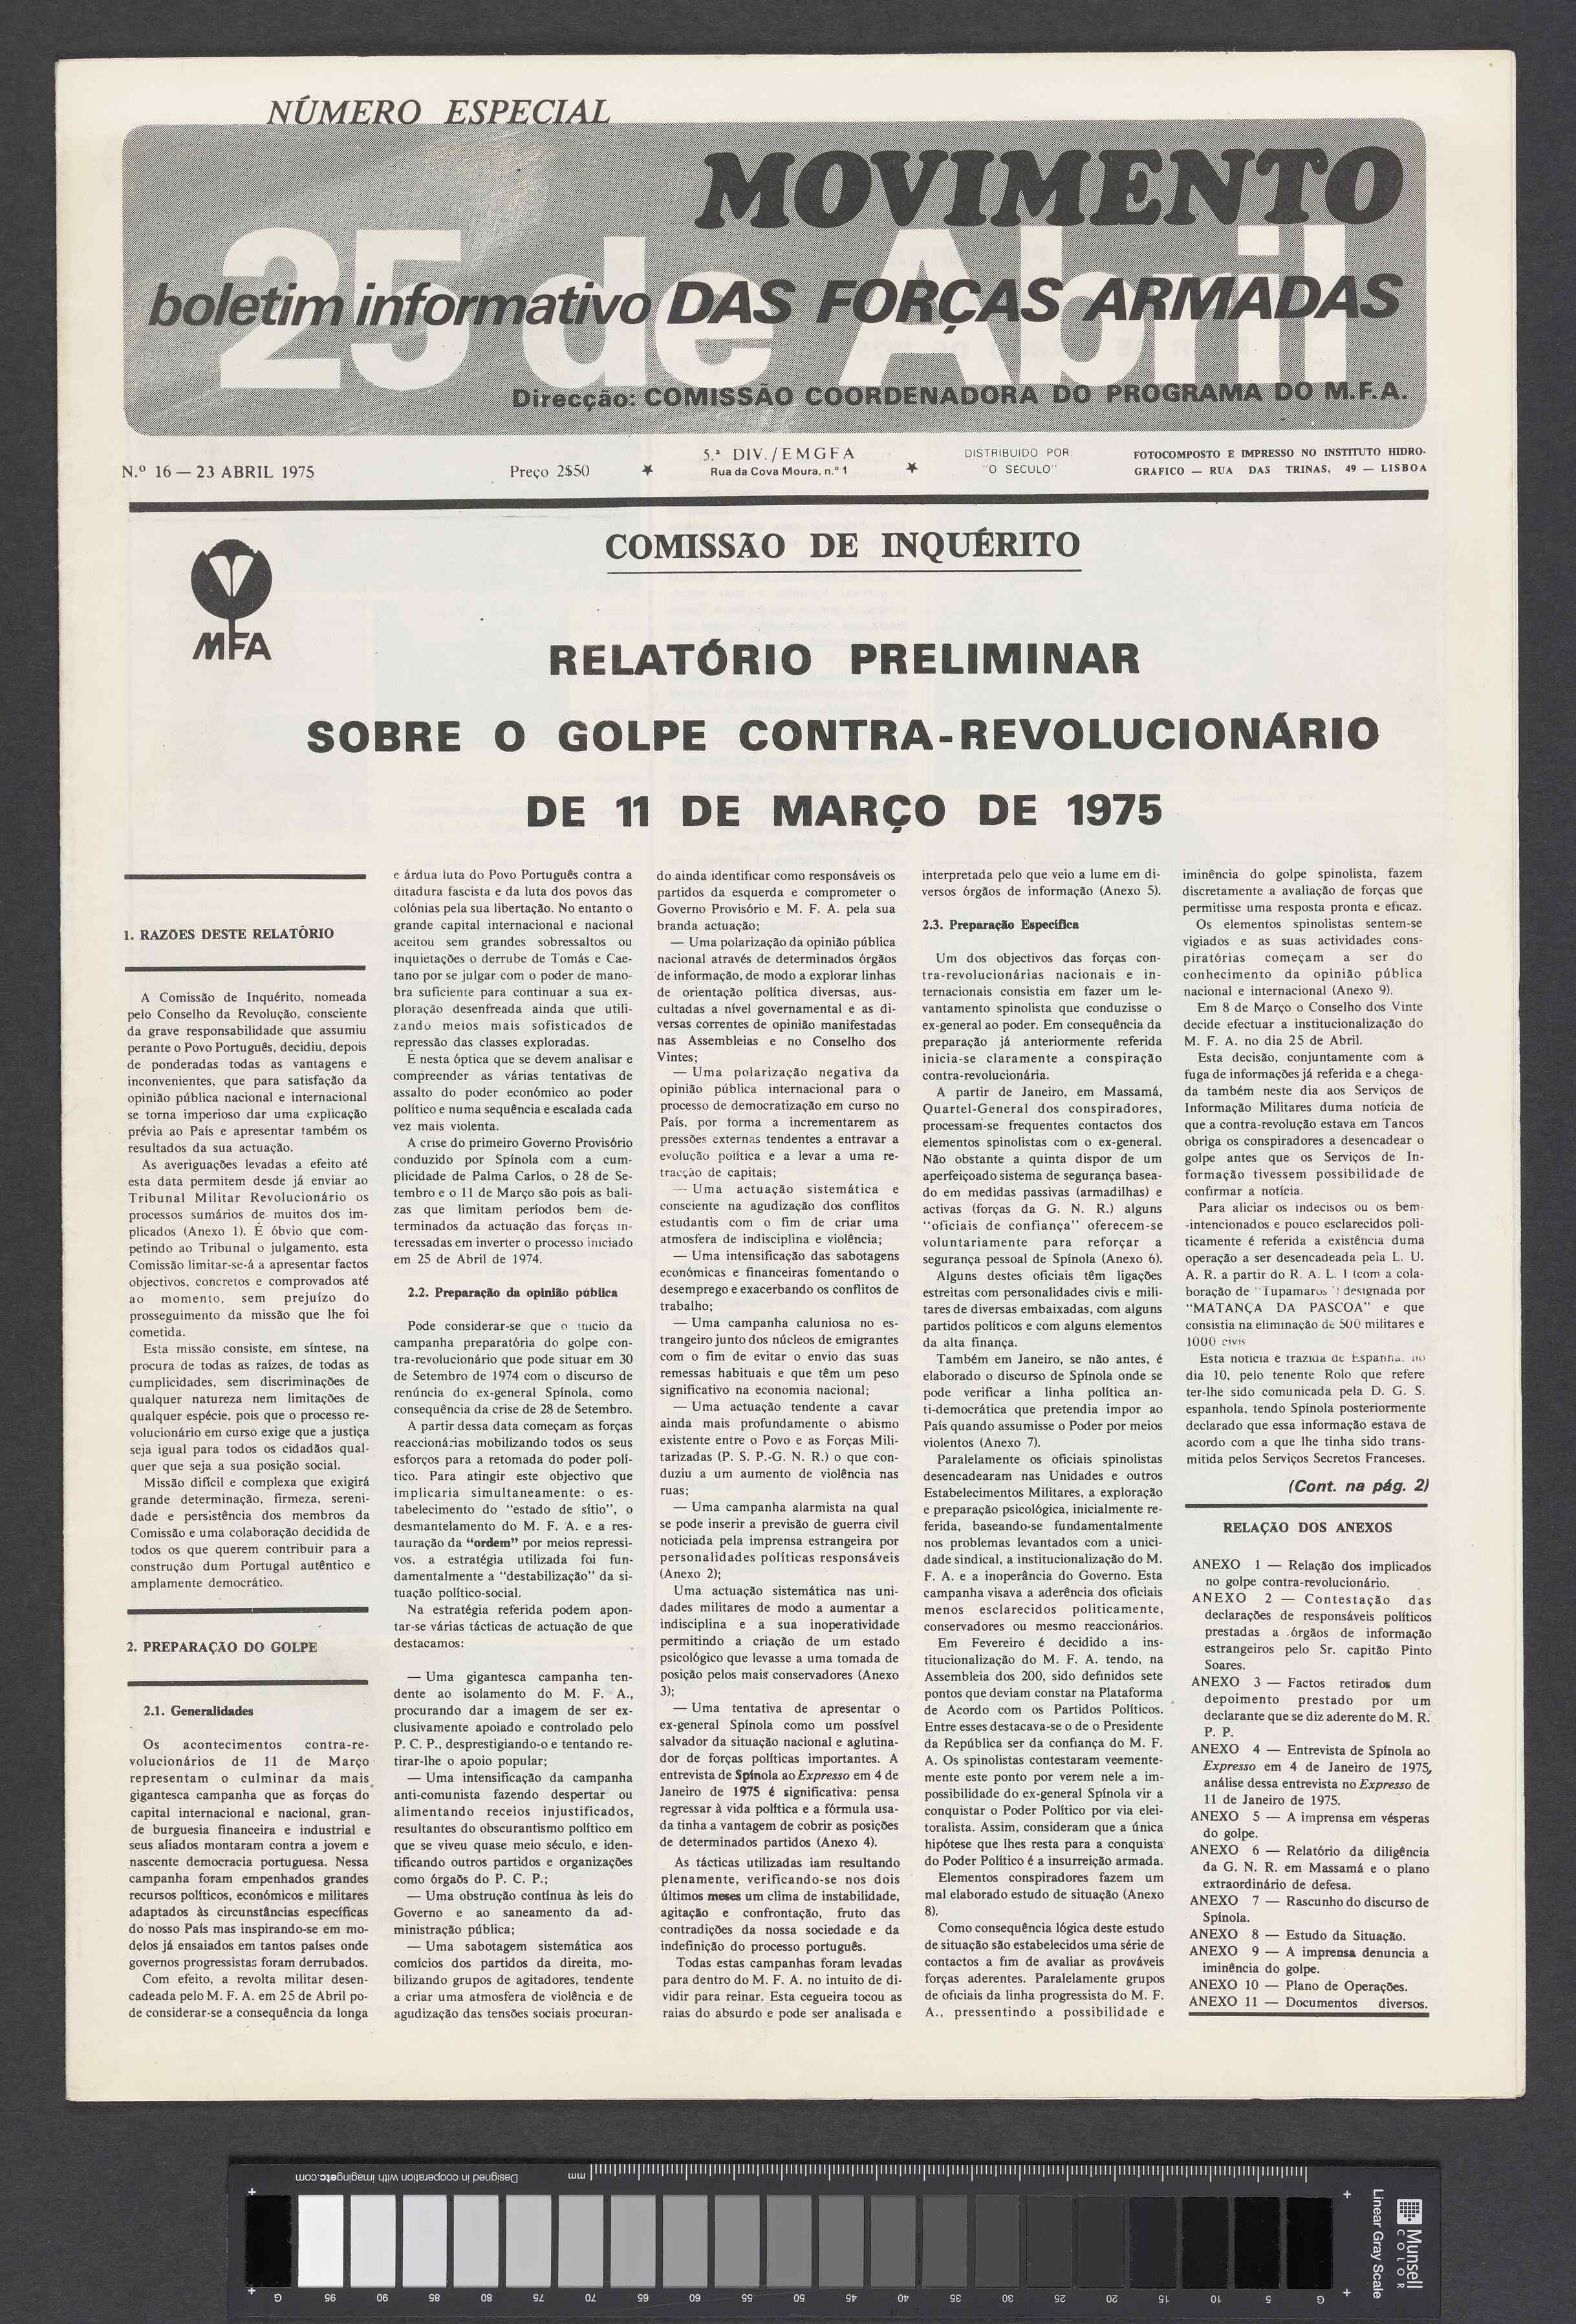 NÚMERO ESPECIAL
MOVIMENTO
25 de Abril
boletim informativo DAS FORÇAS ARMADAS
Direcção: COMISSÃO COORDENADORA DO PROGRAMA DO M.F.A.
N.º 16 — 23 ABRIL 1975
Preço 2$50
5.ª DIV./EMGFA
Rua da Cova Moura, n.º 1
DISTRIBUIDO POR:
"O SÉCULO"
FOTOCOMPOSTO E IMPRESSO NO INSTITUTO HIDRO-
GRÁFICO — RUA DAS TRINAS, 49 — LISBOA
MFA
COMISSÃO DE INQUÉRITO
RELATÓRIO PRELIMINAR
SOBRE O GOLPE CONTRA-REVOLUCIONÁRIO
DE 11 DE MARÇO DE 1975
1. RAZÕES DESTE RELATÓRIO
A Comissão de Inquérito, nomeada
pelo Conselho da Revolução, consciente
da grave responsabilidade que assumiu
perante o Povo Português, decidiu, depois
de ponderadas todas as vantagens e
inconvenientes, que para satisfação da
opinião pública nacional e internacional
se torna imperioso dar uma explicação
prévia ao País e apresentar também os
resultados da sua actuação.
As averiguações levadas a efeito até
esta data permitem desde já enviar ao
Tribunal Militar Revolucionário os
processos sumários de muitos dos im-
plicados (Anexo 1). É óbvio que com-
petindo ao Tribunal o julgamento, esta
Comissão limitar-se-á a apresentar factos
objectivos, concretos e comprovados até
ao momento, sem prejuízo do
prosseguimento da missão que lhe foi
cometida.
Esta missão consiste, em síntese, na
procura de todas as raízes, de todas as
cumplicidades, sem discriminações de
qualquer natureza nem limitações de
qualquer espécie, pois que o processo re-
volucionário em curso exige que a justiça
seja igual para todos os cidadãos qual-
quer que seja a sua posição social.
Missão difícil e complexa que exigirá
grande determinação, firmeza, sereni-
dade e persistência dos membros da
Comissão e uma colaboração decidida de
todos os que querem contribuir para a
construção dum Portugal autêntico e
amplamente democrático.
2. PREPARAÇÃO DO GOLPE
2.1. Generalidades
Os acontecimentos contra-re-
volucionários de 11 de Março
representam o culminar da mais
gigantesca campanha que as forças do
capital internacional e nacional, gran-
de burguesia financeira e industrial e
seus aliados montaram contra a jovem e
nascente democracia portuguesa. Nessa
campanha foram empenhados grandes
recursos políticos, económicos e militares
adaptados às circunstâncias específicas
do nosso País mas inspirando-se em mo-
delos já ensaiados em tantos países onde
governos progressistas foram derrubados.
Com efeito, a revolta militar desen-
cadeada pelo M. F. A. em 25 de Abril po-
de considerar-se a consequência da longa
e árdua luta do Povo Português contra a
ditadura fascista e da luta dos povos das
colónias pela sua libertação. No entanto o
grande capital internacional e nacional
aceitou sem grandes sobressaltos ou
inquietações o derrube de Tomás e Cae-
tano por se julgar com o poder de mano-
bra suficiente para continuar a sua ex-
ploração desenfreada ainda que utili-
zando meios mais sofisticados de
repressão das classes exploradas.
É nesta óptica que se devem analisar e
compreender as várias tentativas de
assalto do poder económico ao poder
político e numa sequência e escalada cada
vez mais violenta.
A crise do primeiro Governo Provisório
conduzido por Spínola com a cum-
plicidade de Palma Carlos, o 28 de Se-
tembro e o 11 de Março são pois as bali-
zas que limitam períodos bem de-
terminados da actuação das forças in-
teressadas em inverter o processo iniciado
em 25 de Abril de 1974.
2.2. Preparação da opinião pública
Pode considerar-se que o início da
campanha preparatória do golpe con-
tra-revolucionário que pode situar em 30
de Setembro de 1974 com o discurso de
renúncia do ex-general Spínola, como
consequência da crise de 28 de Setembro.
A partir dessa data começam as forças
reaccionárias mobilizando todos os seus
esforços para a retomada do poder polí-
tico. Para atingir este objectivo que
implicaria simultaneamente: o es-
tabelecimento do "estado de sítio", o
desmantelamento do M. F. A. e a res-
tauração da "ordem" por meios repressi-
vos, a estratégia utilizada foi fun-
damentalmente a "destabilização" da si-
tuação político-social.
Na estratégia referida podem apon-
tar-se várias tácticas de actuação de que
destacamos:
— Uma gigantesca campanha ten-
dente ao isolamento do M. F. A.,
procurando dar a imagem de ser ex-
clusivamente apoiado e controlado pelo
P. C. P., desprestigiando-o e tentando re-
tirar-lhe o apoio popular;
— Uma intensificação da campanha
anti-comunista fazendo despertar ou
alimentando receios injustificados,
resultantes do obscurantismo político em
que se viveu quase meio século, e iden-
tificando outros partidos e organizações
como órgaõs do P. C. P.;
— Uma obstrução contínua às leis do
Governo e ao saneamento da ad-
ministração pública;
— Uma sabotagem sistemática aos
comícios dos partidos da direita, mo-
bilizando grupos de agitadores, tendente
a criar uma atmosfera de violência e de
agudização das tensões sociais procuran-
do ainda identificar como responsáveis os
partidos da esquerda e comprometer o
Governo Provisório e M. F. A. pela sua
branda actuação;
— Uma polarização da opinião pública
nacional através de determinados órgãos
de informação, de modo a explorar linhas
de orientação política diversas, aus-
cultadas a nível governamental e as di-
versas correntes de opinião manifestadas
nas Assembleias e no Conselho dos
Vintes;
— Uma polarização negativa da
opinião pública internacional para o
processo de democratização em curso no
País, por forma a incrementarem as
pressões externas tendentes a entravar a
evolução política e a levar a uma re-
tracção de capitais;
— Uma actuação sistemática e
consciente na agudização dos conflitos
estudantis com o fim de criar uma
atmosfera de indisciplina e violência;
— Uma intensificação das sabotagens
económicas e financeiras fomentando o
desemprego e exacerbando os conflitos de
trabalho;
— Uma campanha caluniosa no es-
trangeiro junto dos núcleos de emigrantes
com o fim de evitar o envio das suas
remessas habituais e que têm um peso
significativo na economia nacional;
— Uma actuação tendente a cavar
ainda mais profundamente o abismo
existente entre o Povo e as Forças Mili-
tarizadas (P. S. P.-G. N. R.) o que con-
duziu a um aumento de violência nas
ruas;
— Uma campanha alarmista na qual
se pode inserir a previsão de guerra civil
noticiada pela imprensa estrangeira por
personalidades políticas responsáveis
(Anexo 2);
Uma actuação sistemática nas uni-
dades militares de modo a aumentar a
indisciplina e a sua inoperatividade
permitindo a criação de um estado
psicológico que levasse a uma tomada de
posição pelos mais conservadores (Anexo
3);
— Uma tentativa de apresentar o
ex-general Spínola como um possível
salvador da situação nacional e aglutina-
dor de forças políticas importantes. A
entrevista de Spínola ao Expresso em 4 de
Janeiro de 1975 é significativa: pensa
regressar à vida política e a fórmula usa-
da tinha a vantagem de cobrir as posições
de determinados partidos (Anexo 4).
As tácticas utilizadas iam resultando
plenamente, verificando-se nos dois
últimos meses um clima de instabilidade,
agitação e confrontação, fruto das
contradições da nossa sociedade e da
indefinição do processo português.
Todas estas campanhas foram levadas
para dentro do M. F. A. no intuito de di-
vidir para reinar. Esta cegueira tocou as
raias do absurdo e pode ser analisada e
interpretada pelo que veio a lume em di-
versos órgãos de informação (Anexo 5).
2.3. Preparação Específica
Um dos objectivos das forças con-
tra-revolucionárias nacionais e in-
ternacionais consistia em fazer um le-
vantamento spinolista que conduzisse o
ex-general ao poder. Em consequência da
preparação já anteriormente referida
inicia-se claramente a conspiração
contra-revolucionária.
A partir de Janeiro, em Massamá,
Quartel-General dos conspiradores,
processam-se frequentes contactos dos
elementos spinolistas com o ex-general.
Não obstante a quinta dispor de um
aperfeiçoado sistema de segurança basea-
do em medidas passivas (armadilhas) e
activas (forças da G. N. R.) alguns
"oficiais de confiança" oferecem-se
voluntariamente para reforçar a
segurança pessoal de Spínola (Anexo 6).
Alguns destes oficiais têm ligações
estreitas com personalidades civis e mili-
tares de diversas embaixadas, com alguns
partidos políticos e com alguns elementos
da alta finança.
Também em Janeiro, se não antes, é
elaborado o discurso de Spínola onde se
pode verificar a linha política an-
ti-democrática que pretendia impor ao
País quando assumisse o Poder por meios
violentos (Anexo 7).
Paralelamente os oficiais spinolistas
desencadearam nas Unidades e outros
Estabelecimentos Militares, a exploração
e preparação psicológica, inicialmente re-
ferida, baseando-se fundamentalmente
nos problemas levantados com a unici-
dade sindical, a institucionalização do M.
F. A. e a inoperância do Governo. Esta
campanha visava a aderência dos oficiais
menos esclarecidos politicamente,
conservadores ou mesmo reaccionários.
Em Fevereiro é decidido a ins-
titucionalização do M. F. A. tendo, na
Assembleia dos 200, sido definidos sete
pontos que deviam constar na Plataforma
de Acordo com os Partidos Políticos.
Entre esses destacava-se o de o Presidente
da República ser da confiança do M. F.
A. Os spinolistas contestaram veemente-
mente este ponto por verem nele a im-
possibilidade do ex-general Spínola vir a
conquistar o Poder Político por via elei-
toralista. Assim, consideram que a única
hipótese que lhes resta para a conquista
do Poder Político é a insurreição armada.
Elementos conspiradores fazem um
mal elaborado estudo de situação (Anexo
8).
Como consequência lógica deste estudo
de situação são estabelecidos uma série de
contactos a fim de avaliar as prováveis
forças aderentes. Paralelamente grupos
de oficiais da linha progressista do M. F.
A., pressentindo a possibilidade e
iminência do golpe spinolista, fazem
discretamente a avaliação de forças que
permitisse uma resposta pronta e eficaz.
Os elementos spinolistas sentem-se
vigiados e as suas actividades cons-
piratórias começam a ser do
conhecimento da opinião pública
nacional e internacional (Anexo 9).
Em 8 de Março o Conselho dos Vinte
decide efectuar a institucionalização do
M. F. A. no dia 25 de Abril.
Esta decisão, conjuntamente com a
fuga de informações já referida e a chega-
da também neste dia aos Serviços de
Informação Militares duma notícia de
que a contra-revolução estava em Tancos
obriga os conspiradores a desencadear o
golpe antes que os Serviços de In-
formação tivessem possibilidade de
confirmar a notícia.
Para aliciar os indecisos ou os bem-
-intencionados e pouco esclarecidos poli-
ticamente é referida a existência duma
operação a ser desencadeada pela L. U.
A. R. a partir do R. A. L. 1 (com a cola-
boração de "Tupamaros") designada por
"MATANÇA DA PASCOA" e que
consistia na eliminação de 500 militares e
1000 civis
Esta notícia é trazida de Espanha, no
dia 10, pelo tenente Rolo que refere
ter-lhe sido comunicada pela D. G. S.
espanhola, tendo Spínola posteriormente
declarado que essa informação estava de
acordo com a que lhe tinha sido trans-
mitida pelos Serviços Secretos Franceses.
(Cont. na pág. 2)
RELAÇÃO DOS ANEXOS
ANEXO 1 — Relação dos implicados
no golpe contra-revolucionário.
ANEXO 2 — Contestação das
declarações de responsáveis políticos
prestadas a órgãos de informação
estrangeiros pelo Sr. capitão Pinto
Soares.
ANEXO 3 — Factos retirados dum
depoimento prestado por um
declarante que se diz aderente do M. R.
P. P.
ANEXO 4 — Entrevista de Spínola ao
Expresso em 4 de Janeiro de 1975,
análise dessa entrevista no Expresso de
11 de Janeiro de 1975.
ANEXO 5 — A imprensa em vésperas
do golpe.
ANEXO 6 — Relatório da diligência
da G. N. R. em Massamá e o plano
extraordinário de defesa.
ANEXO 7 — Rascunho do discurso de
Spínola.
ANEXO 8 — Estudo da Situação.
ANEXO 9 — A imprensa denuncia a
iminência do golpe.
ANEXO 10 — Plano de Operações.
ANEXO 11 — Documentos diversos.
Designed in cooperation with imagingetc.com
mm
G 95 90 85 80 75 70 65 60 55 50 45 40 35 30 25 20 15 10 5 G
Linear Gray Scale
Munsell
COLOR